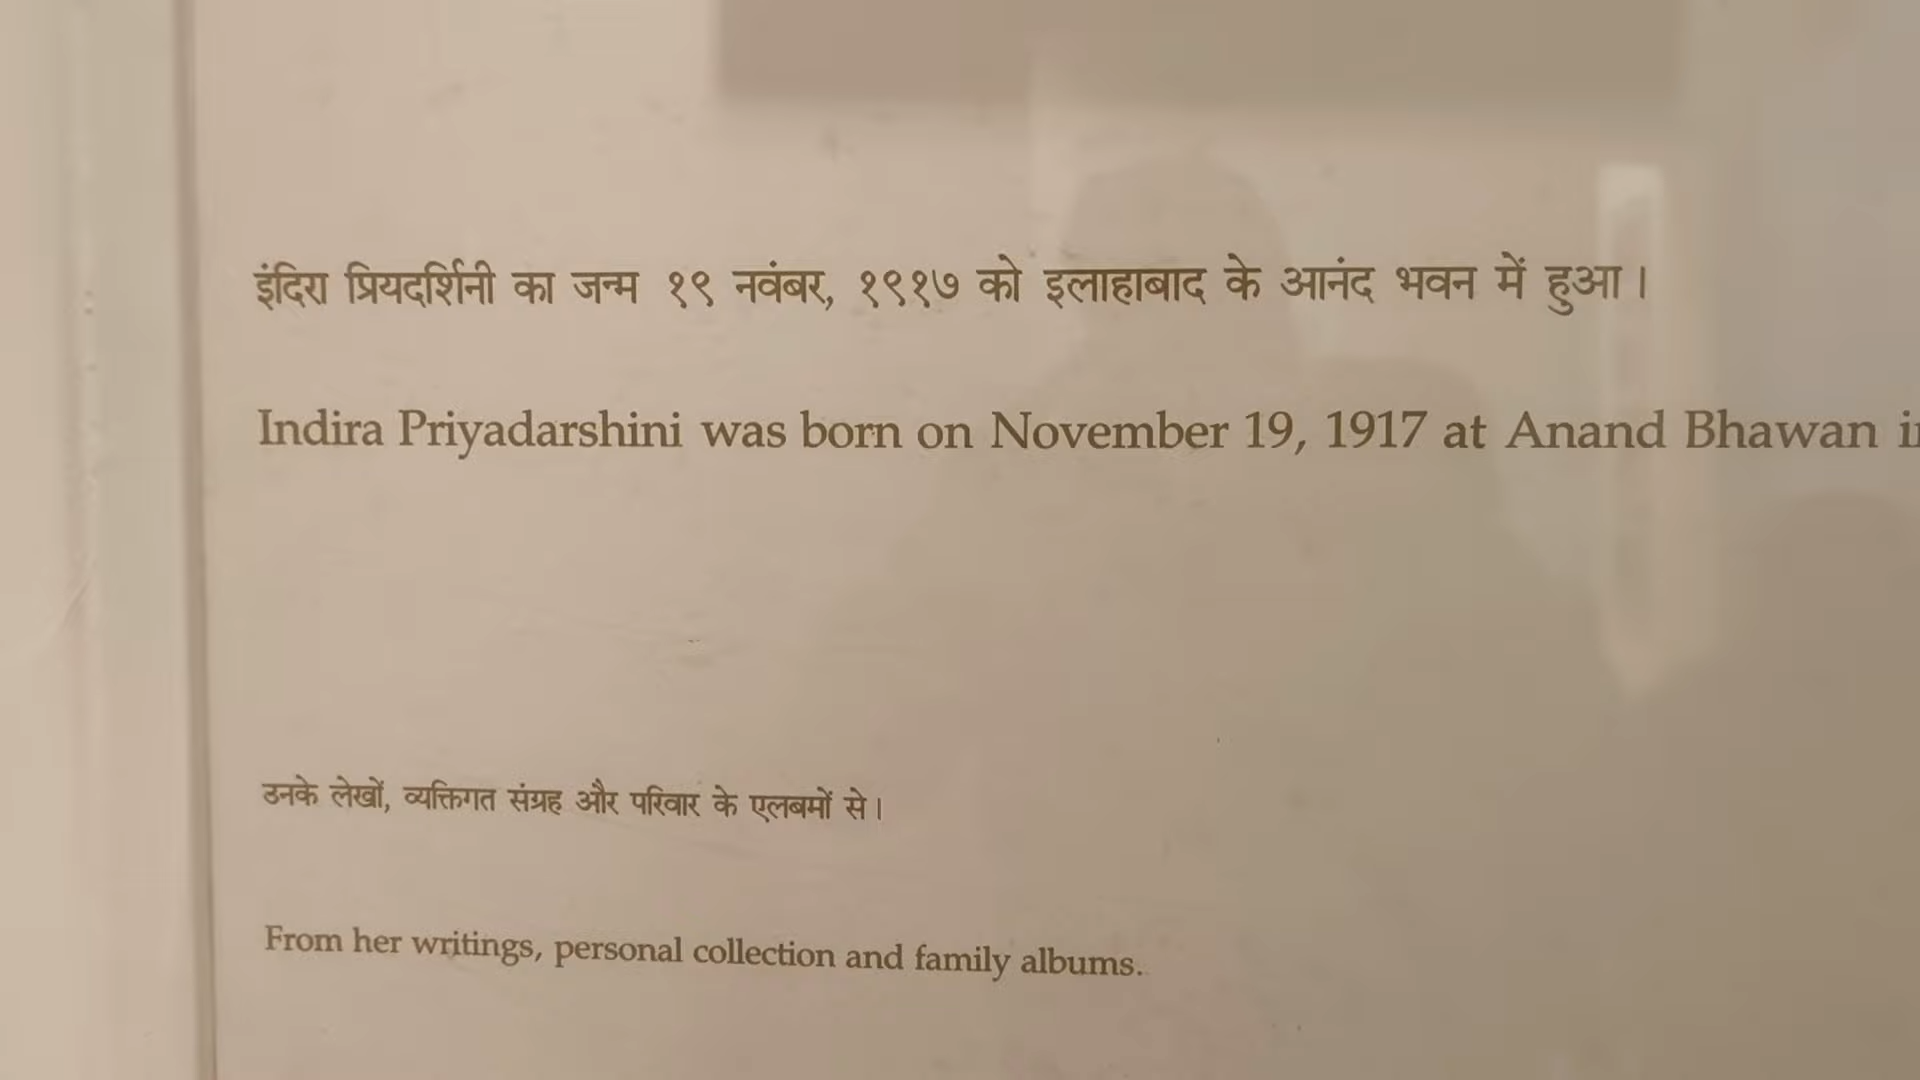 इंदिरा प्रियदर्शिनी का जन्म १९ नवंबर, १९१७ को इलाहाबाद के आनंद भवन में हुआ।
Indira Priyadarshini was born on November 19, 1917 at Anand Bhawan
उनके लेखों, व्यक्तिगत संग्रह और परिवार के एलबमों से।
From her writings, personal collection and family albums.